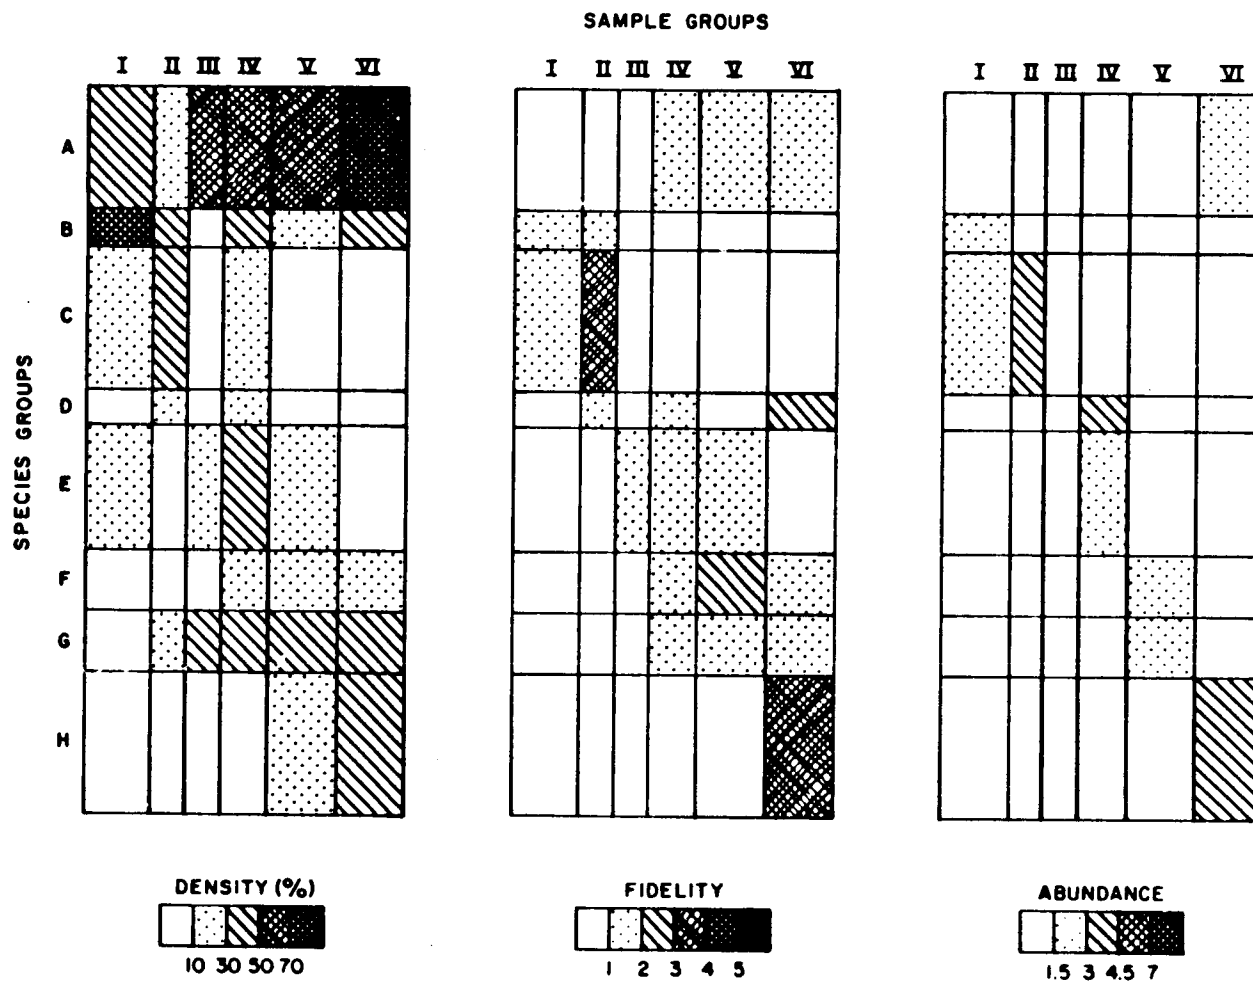 SAMPLE GROUPS
I II III IV V VI
I II III IV V VI
I II III IV V VI
SPECIES GROUPS
A
B
C
D
E
F
G
H
DENSITY (%)
10 30 50 70
FIDELITY
1 2 3 4 5
ABUNDANCE
1.5 3 4.5 7